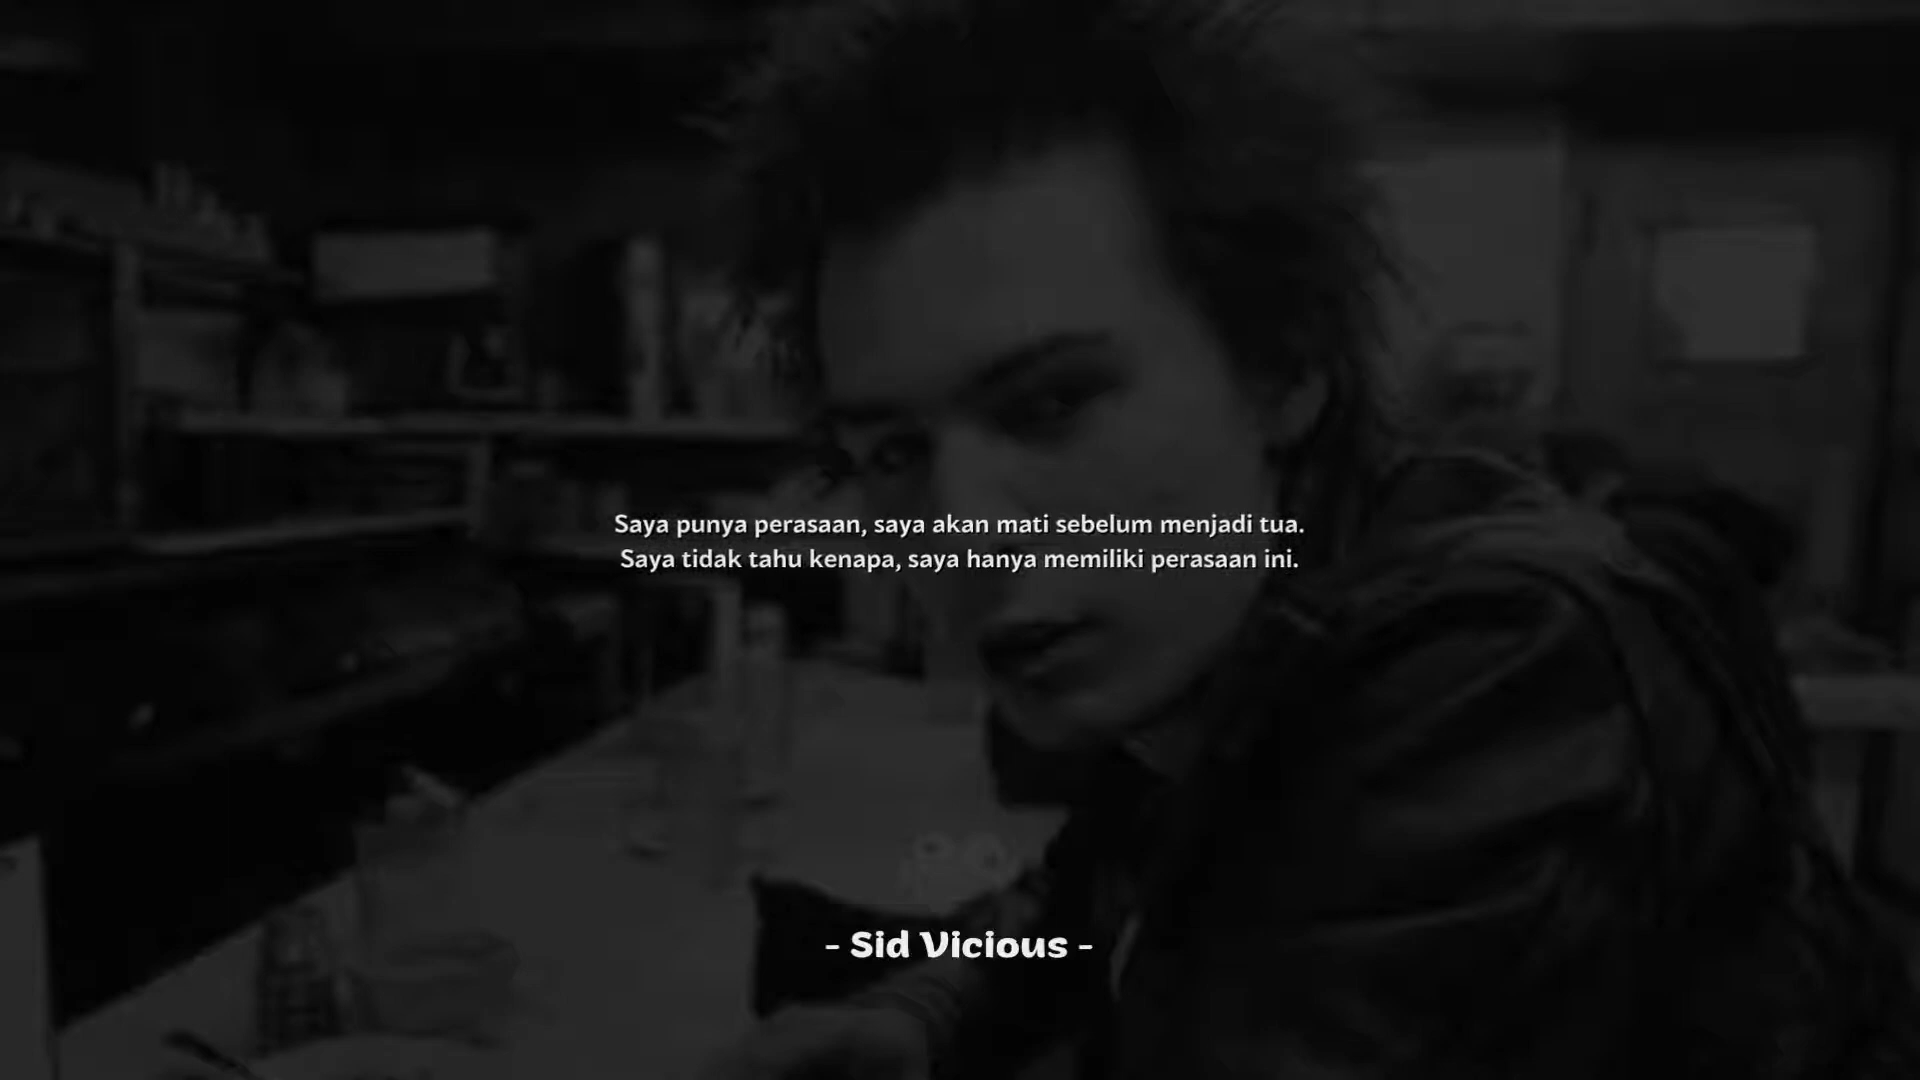 Saya punya perasaan, saya akan mati sebelum menjadi tua.
Saya tidak tahu kenapa, saya hanya memiliki perasaan ini.
- Sid Vicious -